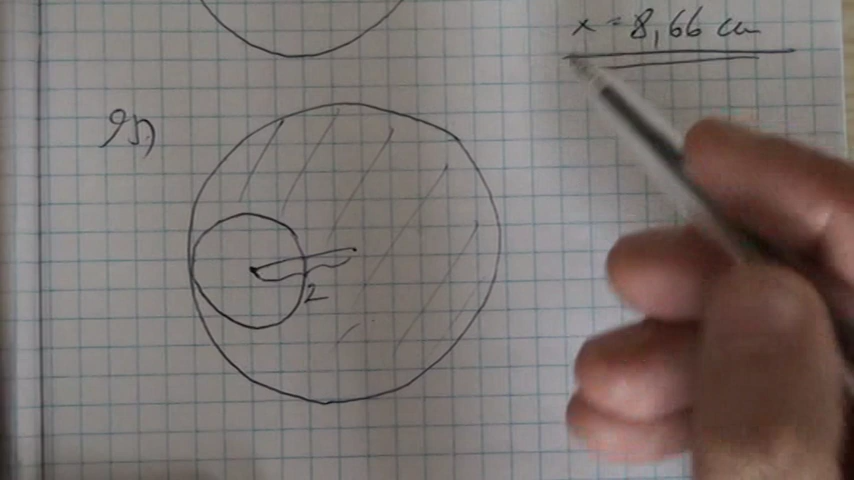 x = 8,66 cm
95)
2